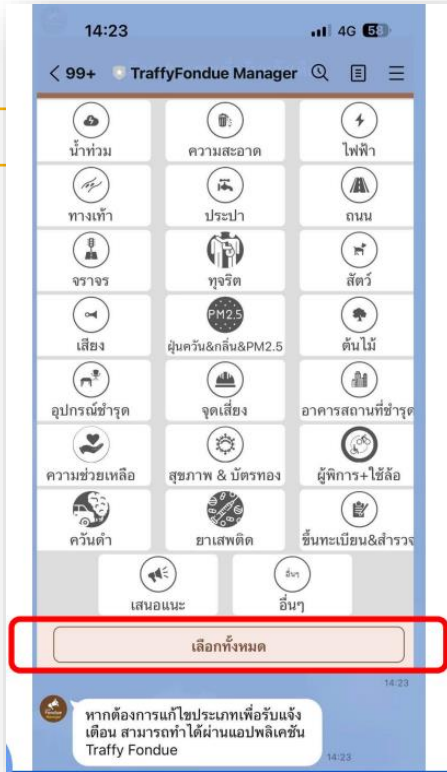 14:23 4G 58
< 99+ TraffyFondue Manager
น้ำท่วม ความสะอาด ไฟฟ้า
ทางเท้า ประปา ถนน
จราจร ทุจริต สัตว์
PM2.5
เสียง ฝุ่นควัน&กลิ่น&PM2.5 ต้นไม้
อุปกรณ์ชำรุด จุดเสี่ยง อาคารสถานที่ชำรุด
ความช่วยเหลือ สุขภาพ & บัตรทอง ผู้พิการ+ใช้ล้อ
ควันดำ ยาเสพติด ขึ้นทะเบียน&สำรวจ
อื่นๆ
เสนอแนะ อื่นๆ
เลือกทั้งหมด
14:23
หากต้องการแก้ไขประเภทเพื่อรับแจ้ง
เตือน สามารถทำได้ผ่านแอปพลิเคชัน
Traffy Fondue
14:23